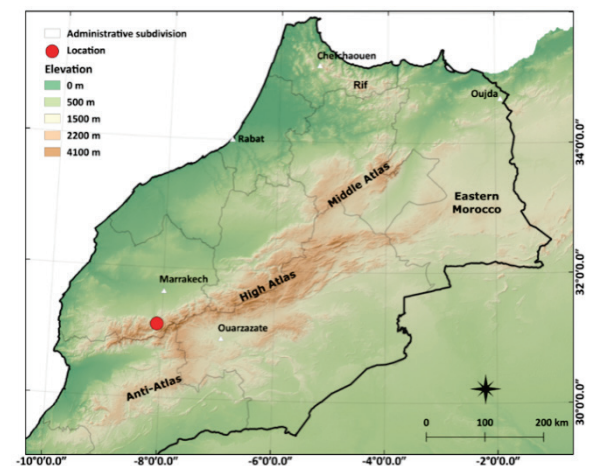 Administrative subdivision
Location
Elevation
0 m
500 m
1500 m
2200 m
4100 m
Chefchaouen
Rif
Oujda
Rabat
34°0'0.0"
Middle Atlas
Eastern
Morocco
32°0'0.0"
Marrakech
High Atlas
Ouarzazate
Anti-Atlas
30°0'0.0"
0 100 200 km
-10°0'0.0" -8°0'0.0" -6°0'0.0" -4°0'0.0" -2°0'0.0"